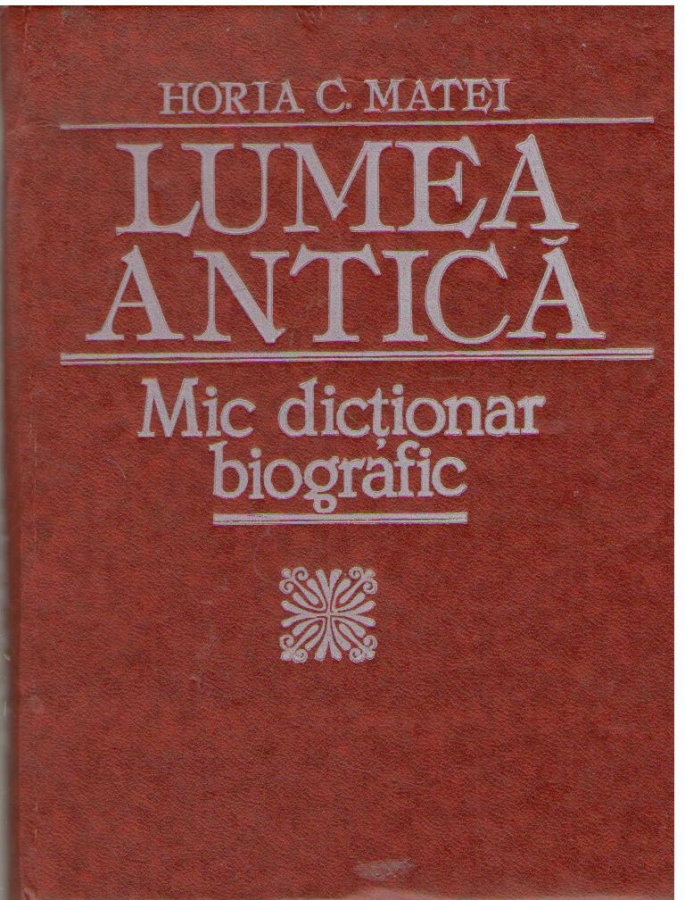 HORIA C. MATEI
LUMEA
ANTICĂ
Mic dicționar
biografic